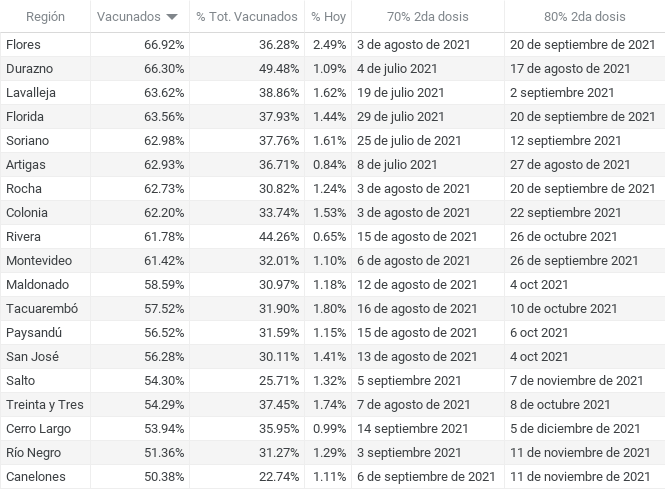 Región Vacunados % Tot. Vacunados % Hoy 70% 2da dosis 80% 2da dosis
Flores 66.92% 36.28% 2.49% 3 de agosto de 2021 20 de septiembre de 2021
Durazno 66.30% 49.48% 1.09% 4 de julio 2021 17 de agosto de 2021
Lavalleja 63.62% 38.86% 1.62% 19 de julio 2021 2 septiembre 2021
Florida 63.56% 37.93% 1.44% 29 de julio 2021 20 de septiembre de 2021
Soriano 62.98% 37.76% 1.61% 25 de julio de 2021 12 septiembre 2021
Artigas 62.93% 36.71% 0.84% 8 de julio 2021 27 de agosto de 2021
Rocha 62.73% 30.82% 1.24% 3 de agosto de 2021 20 de septiembre de 2021
Colonia 62.20% 33.74% 1.53% 3 de agosto de 2021 22 septiembre 2021
Rivera 61.78% 44.26% 0.65% 15 de agosto de 2021 26 de octubre de 2021
Montevideo 61.42% 32.01% 1.10% 6 de agosto de 2021 26 de septiembre de 2021
Maldonado 58.59% 30.97% 1.18% 12 de agosto de 2021 4 oct 2021
Tacuarembó 57.52% 31.90% 1.80% 16 de agosto de 2021 10 de octubre de 2021
Paysandú 56.52% 31.59% 1.15% 15 de agosto de 2021 6 oct 2021
San José 56.28% 30.11% 1.41% 13 de agosto de 2021 4 oct 2021
Salto 54.30% 25.71% 1.32% 5 septiembre 2021 7 de noviembre de 2021
Treinta y Tres 54.29% 37.45% 1.74% 7 de agosto de 2021 8 de octubre de 2021
Cerro Largo 53.94% 35.95% 0.99% 14 septiembre 2021 5 de diciembre de 2021
Río Negro 51.36% 31.27% 1.29% 3 septiembre 2021 11 de noviembre de 2021
Canelones 50.38% 22.74% 1.11% 6 de septiembre de 2021 11 de noviembre de 2021